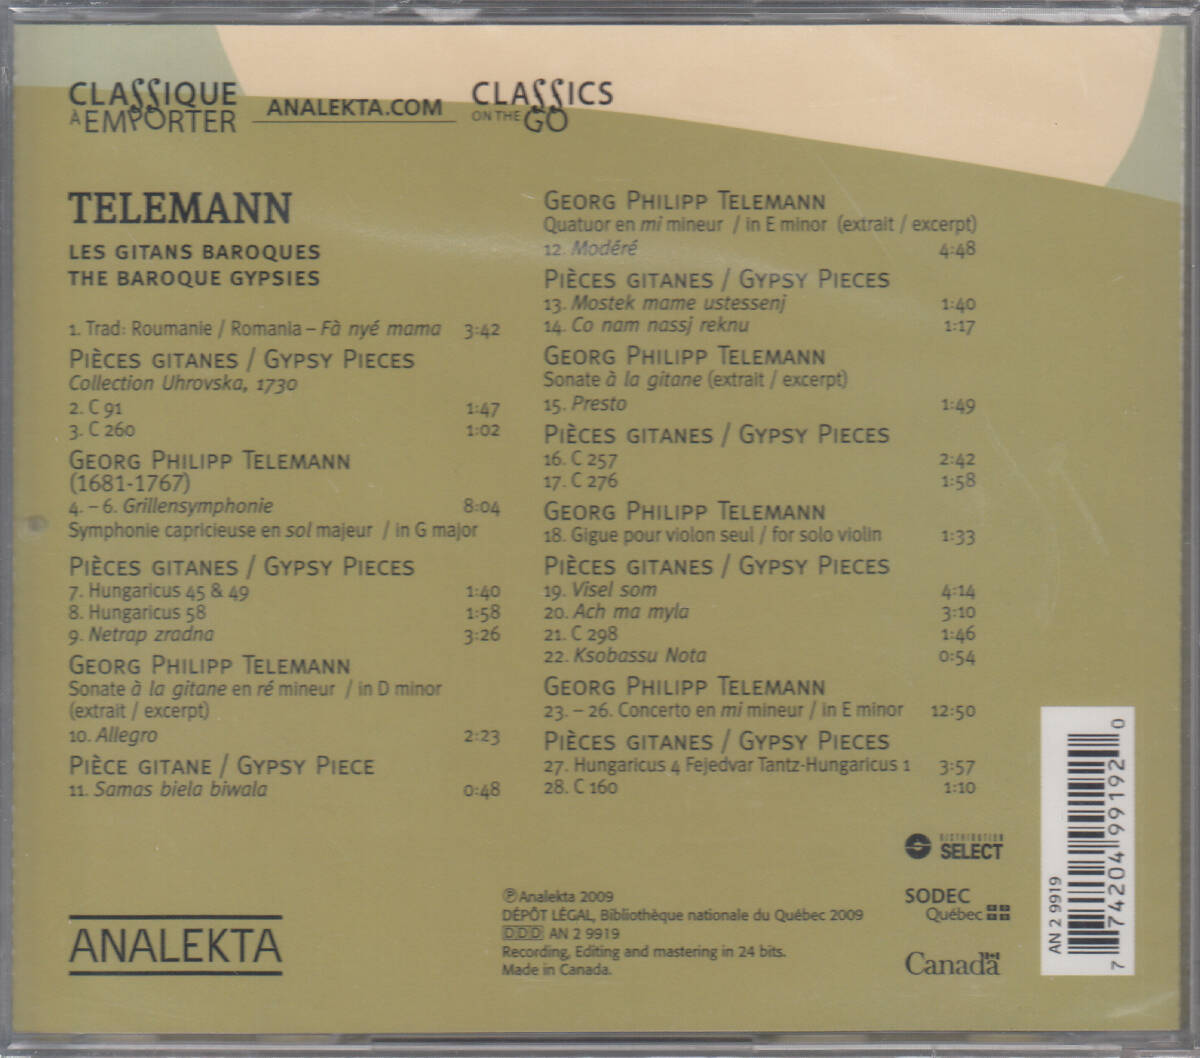 CLASSIQUE
À EMPORTER
ANALEKTA.COM
CLASSICS
ON THE GO
TELEMANN
LES GITANS BAROQUES
THE BAROQUE GYPSIES
1. Trad: Roumanie / Romania – Fà nyé mama 3:42
PIÈCES GITANES / GYPSY PIECES
Collection Uhrovska, 1730
2. C 91 1:47
3. C 260 1:02
GEORG PHILIPP TELEMANN
(1681-1767)
4. – 6. Grillensymphonie 8:04
Symphonie capricieuse en sol majeur / in G major
PIÈCES GITANES / GYPSY PIECES
7. Hungaricus 45 & 49 1:40
8. Hungaricus 58 1:58
9. Netrap zradna 3:26
GEORG PHILIPP TELEMANN
Sonate à la gitane en ré mineur / in D minor
(extrait / excerpt)
10. Allegro 2:23
PIÈCE GITANE / GYPSY PIECE
11. Samas biela biwala 0:48
GEORG PHILIPP TELEMANN
Quatuor en mi mineur / in E minor (extrait / excerpt)
12. Modéré 4:48
PIÈCES GITANES / GYPSY PIECES
13. Mostek mame ustessenj 1:40
14. Co nam nassj reknu 1:17
GEORG PHILIPP TELEMANN
Sonate à la gitane (extrait / excerpt)
15. Presto 1:49
PIÈCES GITANES / GYPSY PIECES
16. C 257 2:42
17. C 276 1:58
GEORG PHILIPP TELEMANN
18. Gigue pour violon seul / for solo violin 1:33
PIÈCES GITANES / GYPSY PIECES
19. Visel som 4:14
20. Ach ma myla 3:10
21. C 298 1:46
22. Ksobassu Nota 0:54
GEORG PHILIPP TELEMANN
23. – 26. Concerto en mi mineur / in E minor 12:50
PIÈCES GITANES / GYPSY PIECES
27. Hungaricus 4 Fejedvar Tantz-Hungaricus 1 3:57
28. C 160 1:10
DISTRIBUTION
SELECT
ANALEKTA
℗ Analekta 2009
DÉPÔT LÉGAL, Bibliothèque nationale du Québec 2009
DDD AN 2 9919
Recording, Editing and mastering in 24 bits.
Made in Canada.
SODEC
Québec
Canada
AN 2 9919
7 74204 99192 0